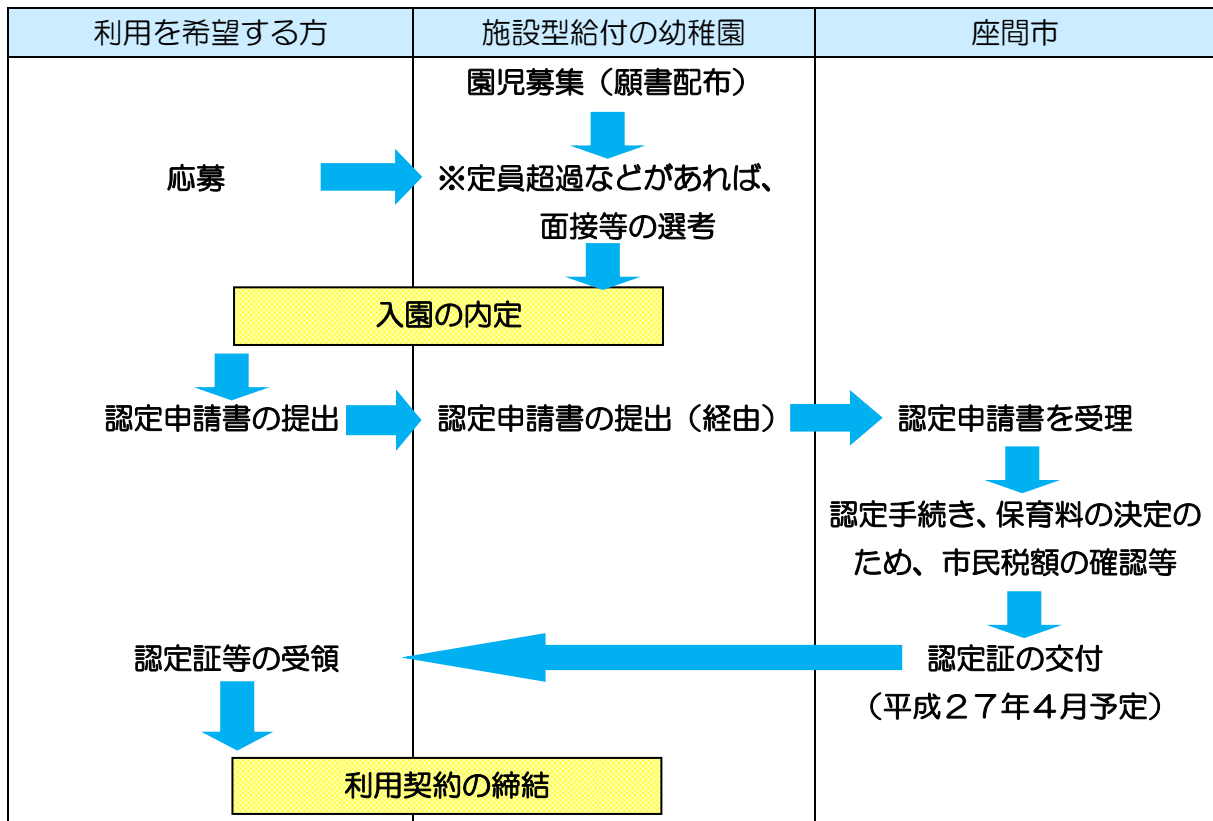 利用を希望する方
施設型給付の幼稚園
座間市
園児募集（願書配布）
応募
※定員超過などがあれば、
面接等の選考
入園の内定
認定申請書の提出
認定申請書の提出（経由）
認定申請書を受理
認定手続き、保育料の決定の
ため、市民税額の確認等
認定証等の受領
認定証の交付
（平成２７年４月予定）
利用契約の締結